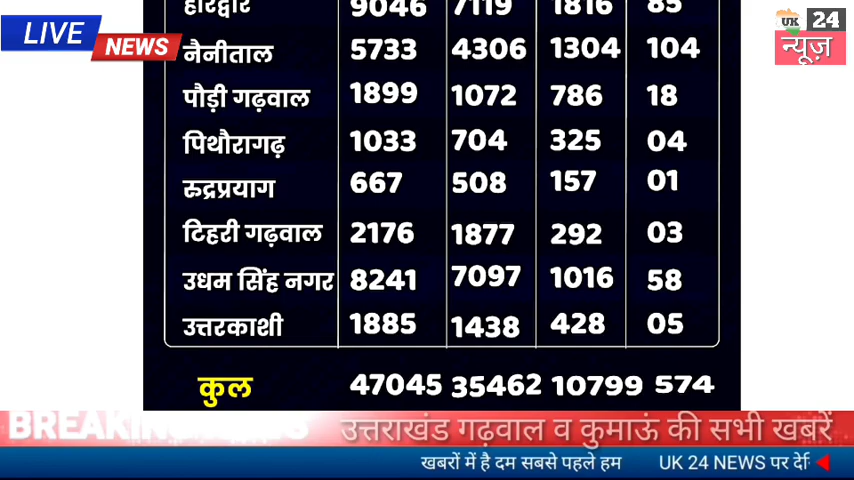 LIVE
NEWS
UK 24
न्यूज़
हरिद्वार 9046 7119 1816 85
नैनीताल 5733 4306 1304 104
पौड़ी गढ़वाल 1899 1072 786 18
पिथौरागढ़ 1033 704 325 04
रुद्रप्रयाग 667 508 157 01
टिहरी गढ़वाल 2176 1877 292 03
उधम सिंह नगर 8241 7097 1016 58
उत्तरकाशी 1885 1438 428 05
कुल 47045 35462 10799 574
BREAKING NEWS उत्तराखंड गढ़वाल व कुमाऊं की सभी खबरें
खबरों में है दम सबसे पहले हम UK 24 NEWS पर